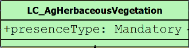 LC_AgHerbaceousVegetation
+presenceType: Mandatory